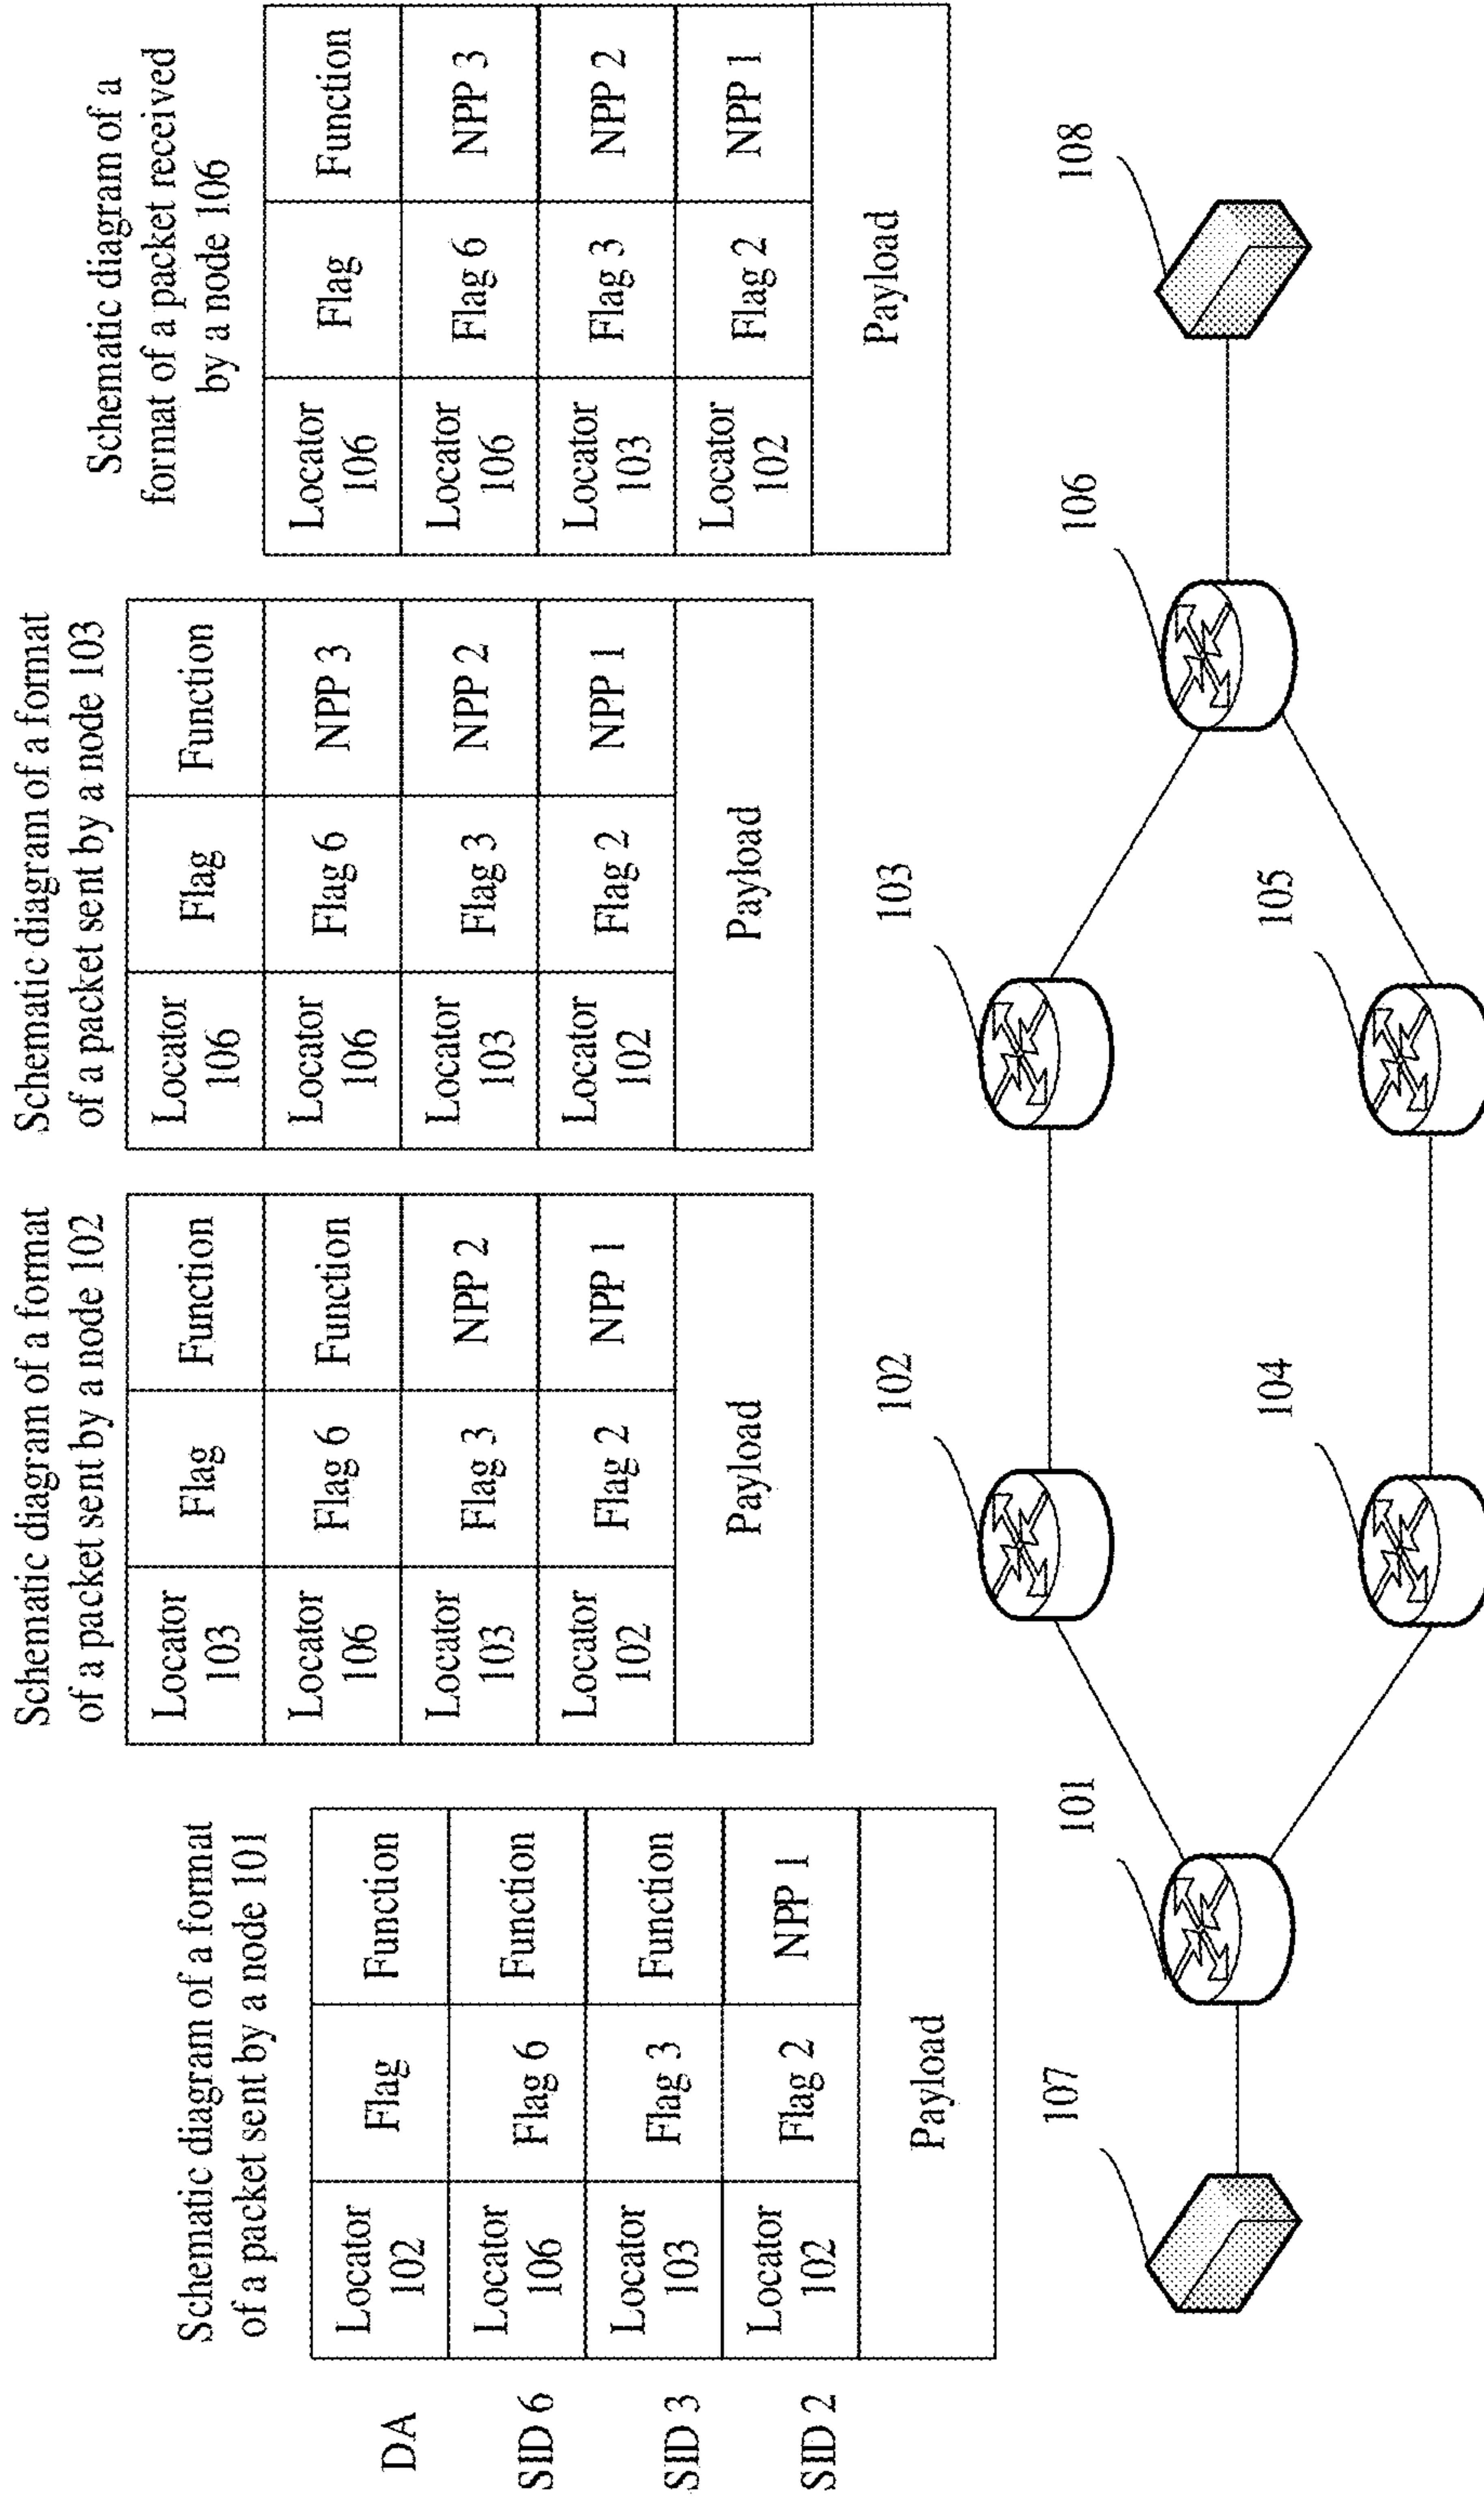 Schematic diagram of a format
of a packet sent by a node 101
DA
Locator
102
Flag
Function
SID 6
Locator
106
Flag 6
Function
SID 3
Locator
103
Flag 3
Function
SID 2
Locator
102
Flag 2
NPP 1
Payload
Schematic diagram of a format
of a packet sent by a node 102
Locator
103
Flag
Function
Locator
106
Flag 6
Function
Locator
103
Flag 3
NPP 2
Locator
102
Flag 2
NPP 1
Payload
Schematic diagram of a format
of a packet sent by a node 103
Locator
106
Flag
Function
Locator
106
Flag 6
NPP 3
Locator
103
Flag 3
NPP 2
Locator
102
Flag 2
NPP 1
Payload
Schematic diagram of a
format of a packet received
by a node 106
Locator
106
Flag
Function
Locator
106
Flag 6
NPP 3
Locator
103
Flag 3
NPP 2
Locator
102
Flag 2
NPP 1
Payload
107
101
102
103
106
108
104
105